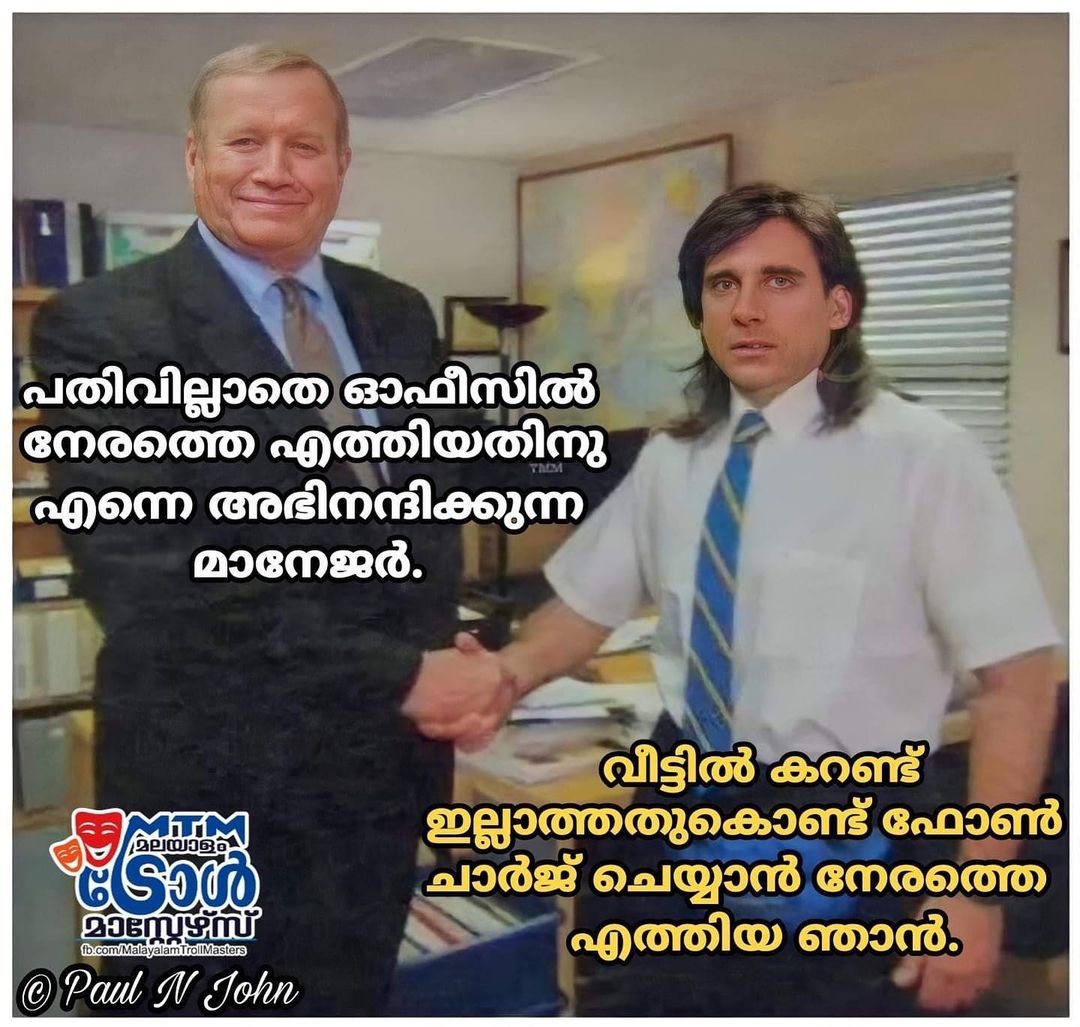 പതിവില്ലാതെ ഓഫീസിൽ
നേരത്തെ എത്തിയതിനു
എന്നെ അഭിനന്ദിക്കുന്ന
മാനേജർ.
TMM
വീട്ടിൽ കറണ്ട്
ഇല്ലാത്തതുകൊണ്ട് ഫോൺ
ചാർജ് ചെയ്യാൻ നേരത്തെ
എത്തിയ ഞാൻ.
MTM
മലയാളം
ട്രോൾ
മാസ്റ്റേഴ്സ്
fb.com/MalayalamTrollMasters
© Paul N John